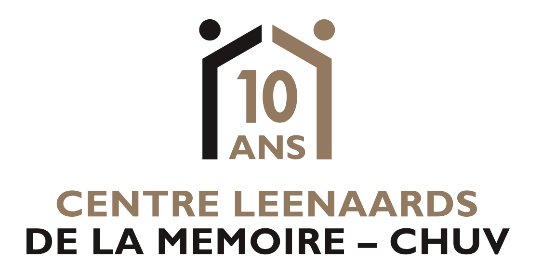 10
ANS
CENTRE LEENAARDS
DE LA MEMOIRE – CHUV